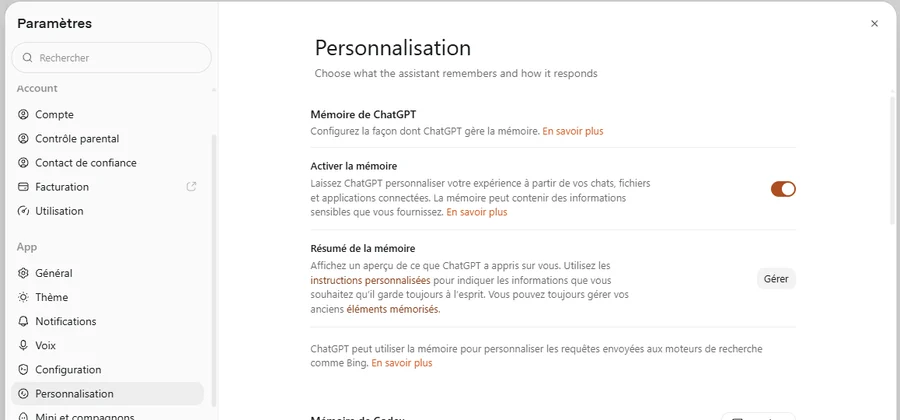 Paramètres
Rechercher
Account
Compte
Contrôle parental
Contact de confiance
Facturation
Utilisation
App
Général
Thème
Notifications
Voix
Configuration
Personnalisation
Mini et compagnons
Personnalisation
Choose what the assistant remembers and how it responds
Mémoire de ChatGPT
Configurez la façon dont ChatGPT gère la mémoire. En savoir plus
Activer la mémoire
Laissez ChatGPT personnaliser votre expérience à partir de vos chats, fichiers
et applications connectées. La mémoire peut contenir des informations
sensibles que vous fournissez. En savoir plus
Résumé de la mémoire
Affichez un aperçu de ce que ChatGPT a appris sur vous. Utilisez les
instructions personnalisées pour indiquer les informations que vous
souhaitez qu'il garde toujours à l'esprit. Vous pouvez toujours gérer vos
anciens éléments mémorisés.
Gérer
ChatGPT peut utiliser la mémoire pour personnaliser les requêtes envoyées aux moteurs de recherche
comme Bing. En savoir plus
Mémoire de Codex